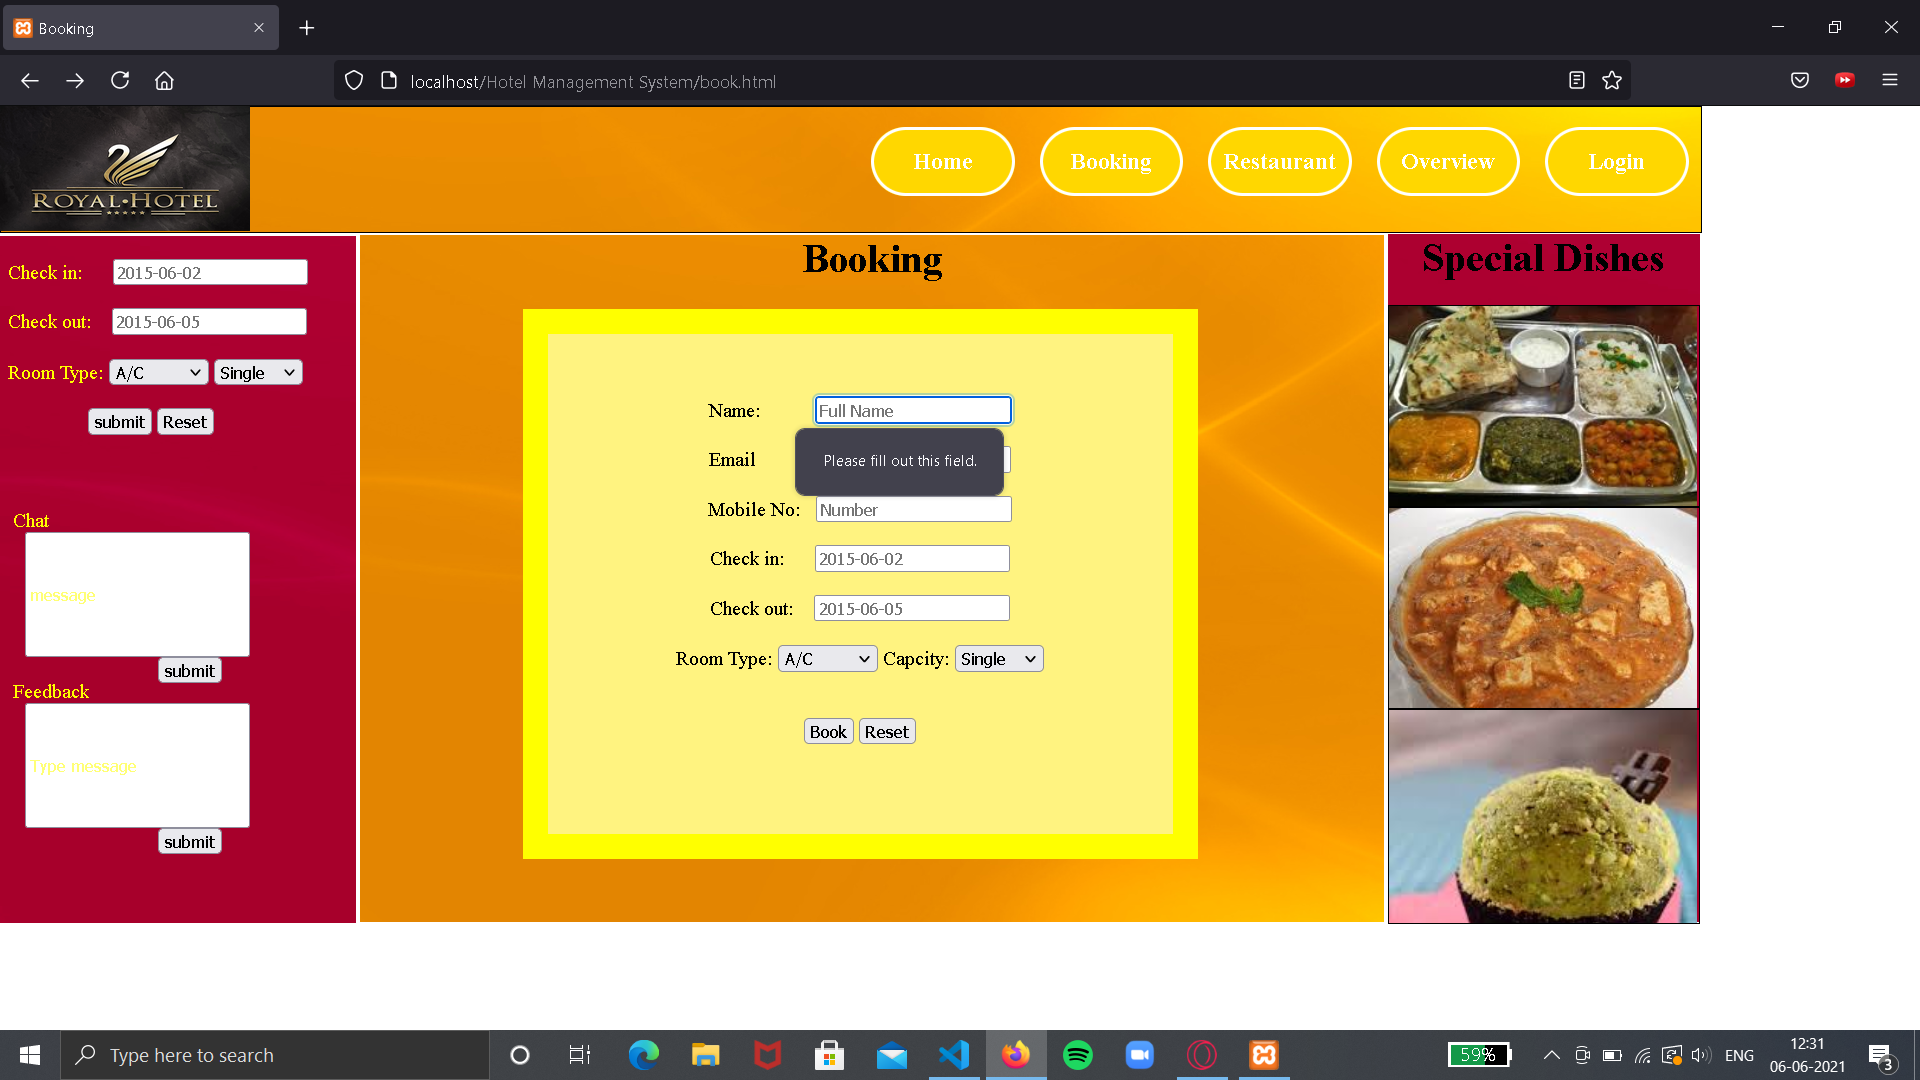 Booking
localhost/Hotel Management System/book.html
ROYAL·HOTEL
Home
Booking
Restaurant
Overview
Login
Check in:
2015-06-02
Check out:
2015-06-05
Room Type:
A/C
Single
submit
Reset
Chat
message
submit
Feedback
Type message
submit
Booking
Name:
Full Name
Please fill out this field.
Email
Mobile No:
Number
Check in:
2015-06-02
Check out:
2015-06-05
Room Type:
A/C
Capcity:
Single
Book
Reset
Special Dishes
Type here to search
59%
ENG
12:31
06-06-2021
3